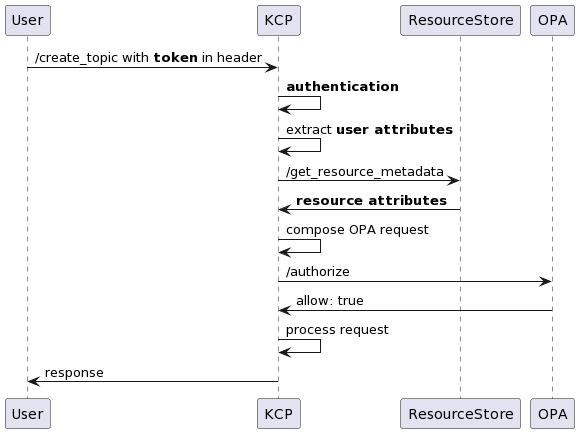 User KCP ResourceStore OPA
/create_topic with token in header
authentication
extract user attributes
/get_resource_metadata
resource attributes
compose OPA request
/authorize
allow: true
process request
response
User KCP ResourceStore OPA